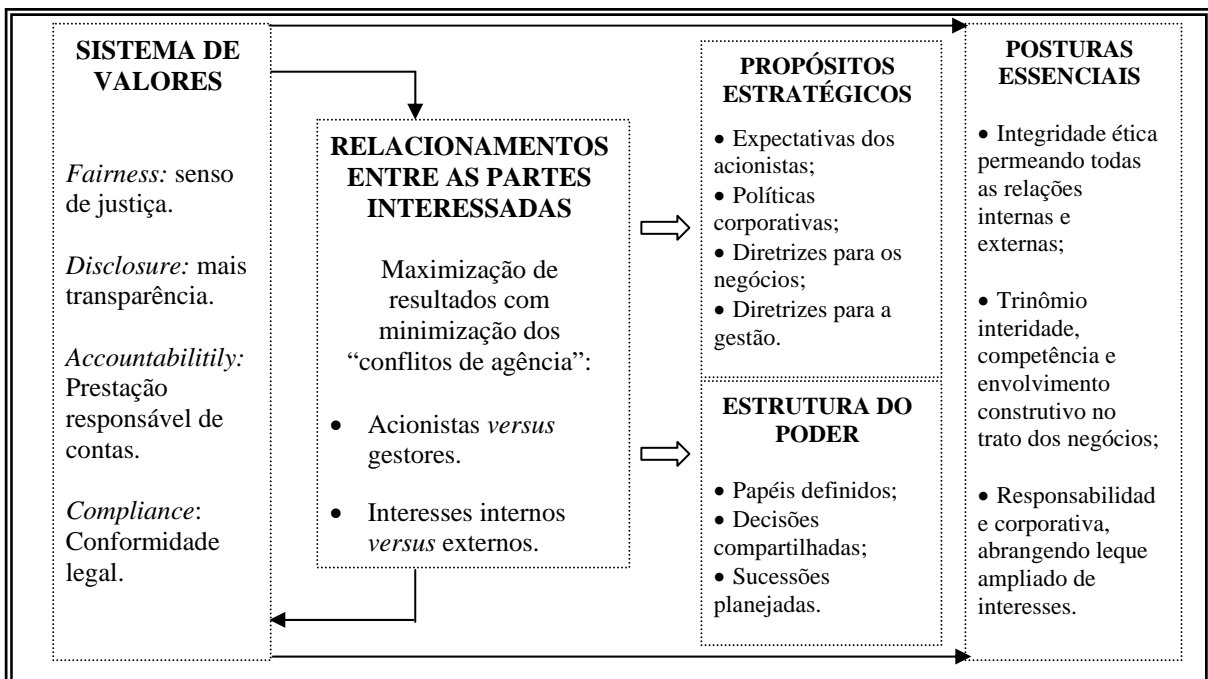 SISTEMA DE
VALORES
Fairness: senso
de justiça.
Disclosure: mais
transparência.
Accountabilitily:
Prestação
responsável de
contas.
Compliance:
Conformidade
legal.
RELACIONAMENTOS
ENTRE AS PARTES
INTERESSADAS
Maximização de
resultados com
minimização dos
“conflitos de agência”:
• Acionistas versus
gestores.
• Interesses internos
versus externos.
PROPÓSITOS
ESTRATÉGICOS
• Expectativas dos
acionistas;
• Políticas
corporativas;
• Diretrizes para os
negócios;
• Diretrizes para a
gestão.
ESTRUTURA DO
PODER
• Papéis definidos;
• Decisões
compartilhadas;
• Sucessões
planejadas.
POSTURAS
ESSENCIAIS
• Integridade ética
permeando todas
as relações
internas e
externas;
• Trinômio
interidade,
competência e
envolvimento
construtivo no
trato dos negócios;
• Responsabilidad
e corporativa,
abrangendo leque
ampliado de
interesses.